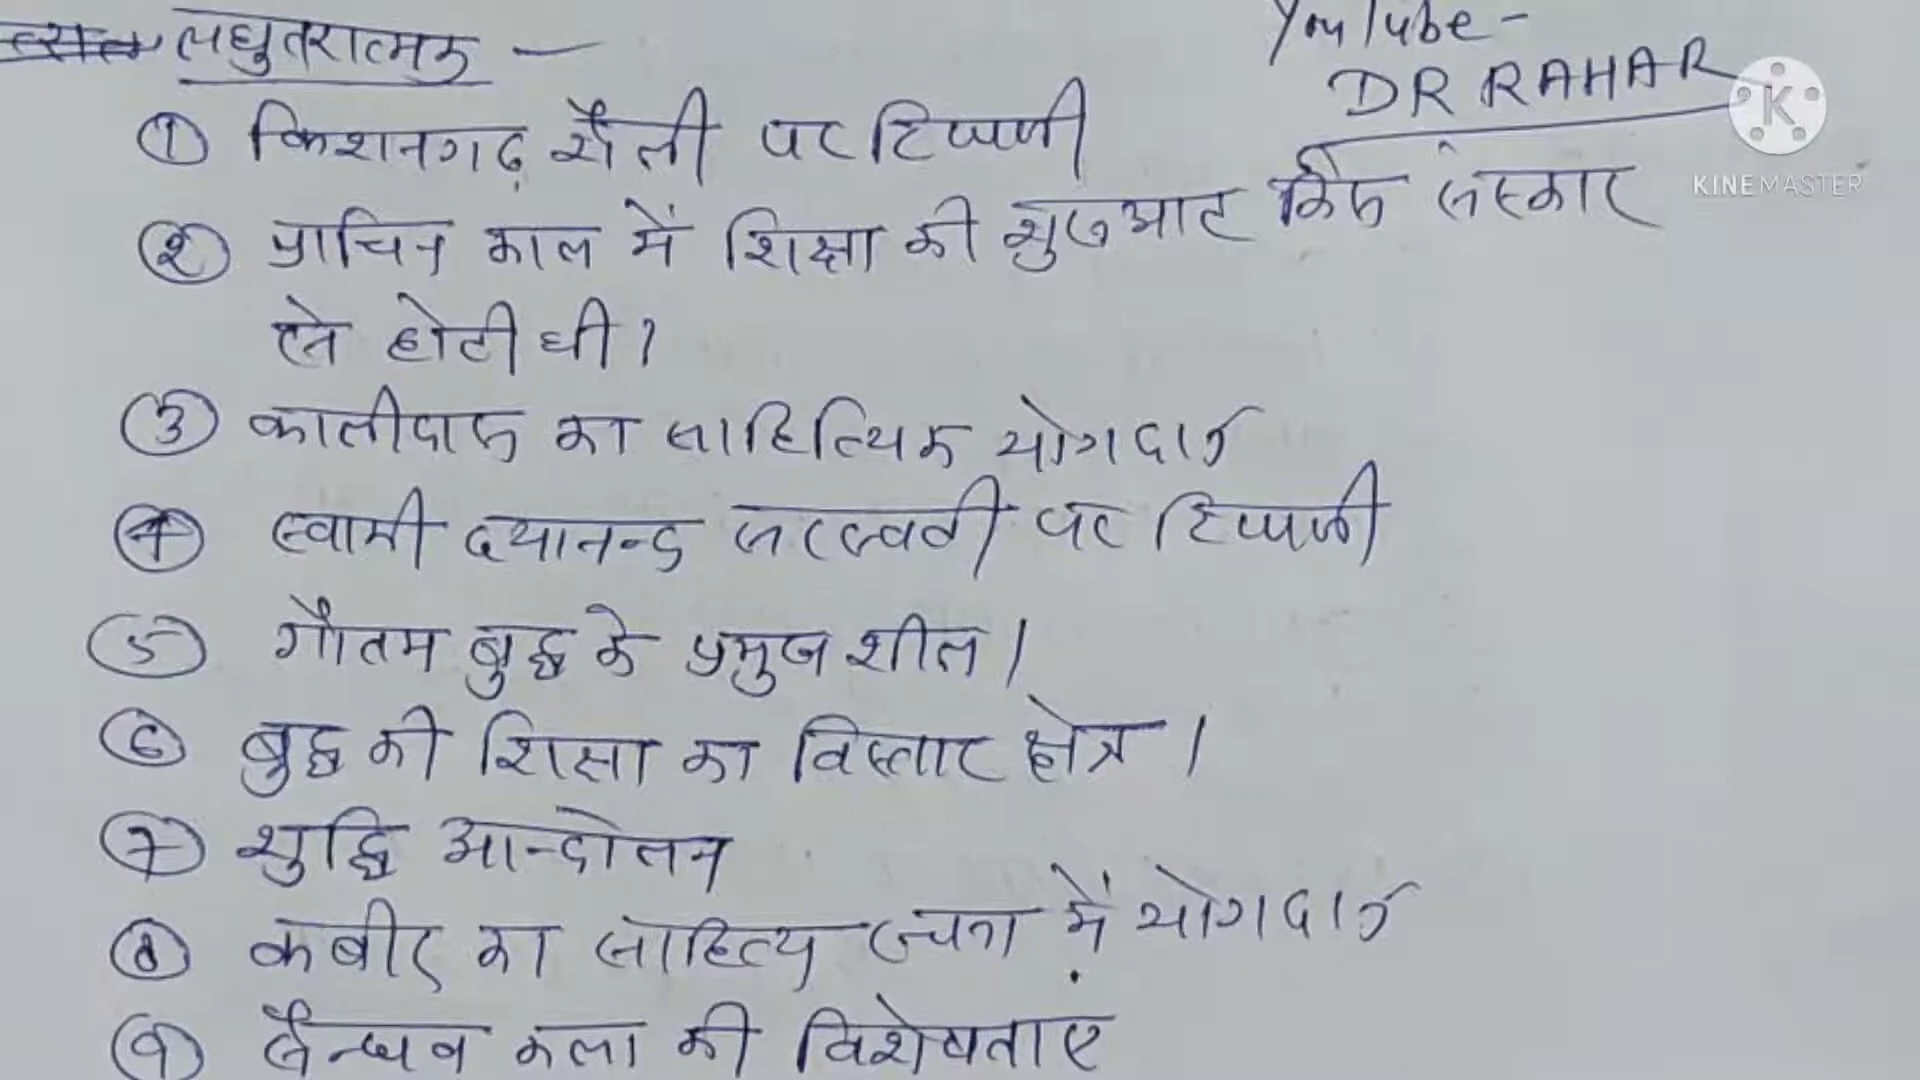 लघुतरात्मक —
YouTube -
DR RAHAR
K
KINEMASTER
① किशनगढ़ शैली पर टिप्पणी
② प्राचिन काल में शिक्षा की शुरुआत किस संस्कार
से होती थी?
③ कालीदास का साहित्यिक योगदान
④ स्वामी दयानन्द सरस्वती पर टिप्पणी
⑤ गौतम बुद्ध के प्रमुख शील।
⑥ बुद्ध की शिक्षा का विस्तार क्षेत्र।
⑦ शुद्धि आन्दोलन
⑧ कबीर का साहित्य रचना में योगदान
⑨ सैन्धव कला की विशेषताएं